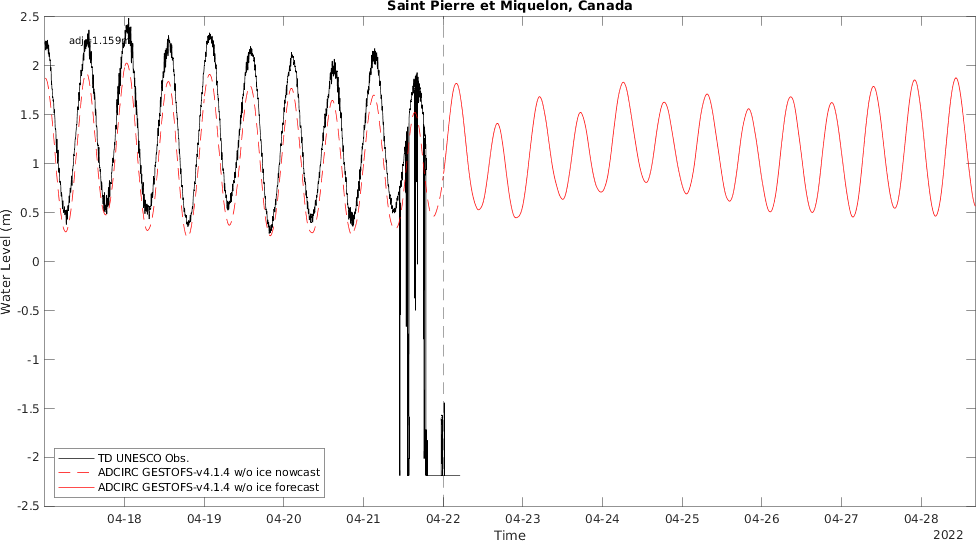 Saint Pierre et Miquelon, Canada
2.5
adj=1.159m
2
1.5
1
0.5
0
-0.5
-1
-1.5
-2
-2.5
Water Level (m)
TD UNESCO Obs.
ADCIRC GESTOFS-v4.1.4 w/o ice nowcast
ADCIRC GESTOFS-v4.1.4 w/o ice forecast
04-18 04-19 04-20 04-21 04-22 04-23 04-24 04-25 04-26 04-27 04-28
Time
2022